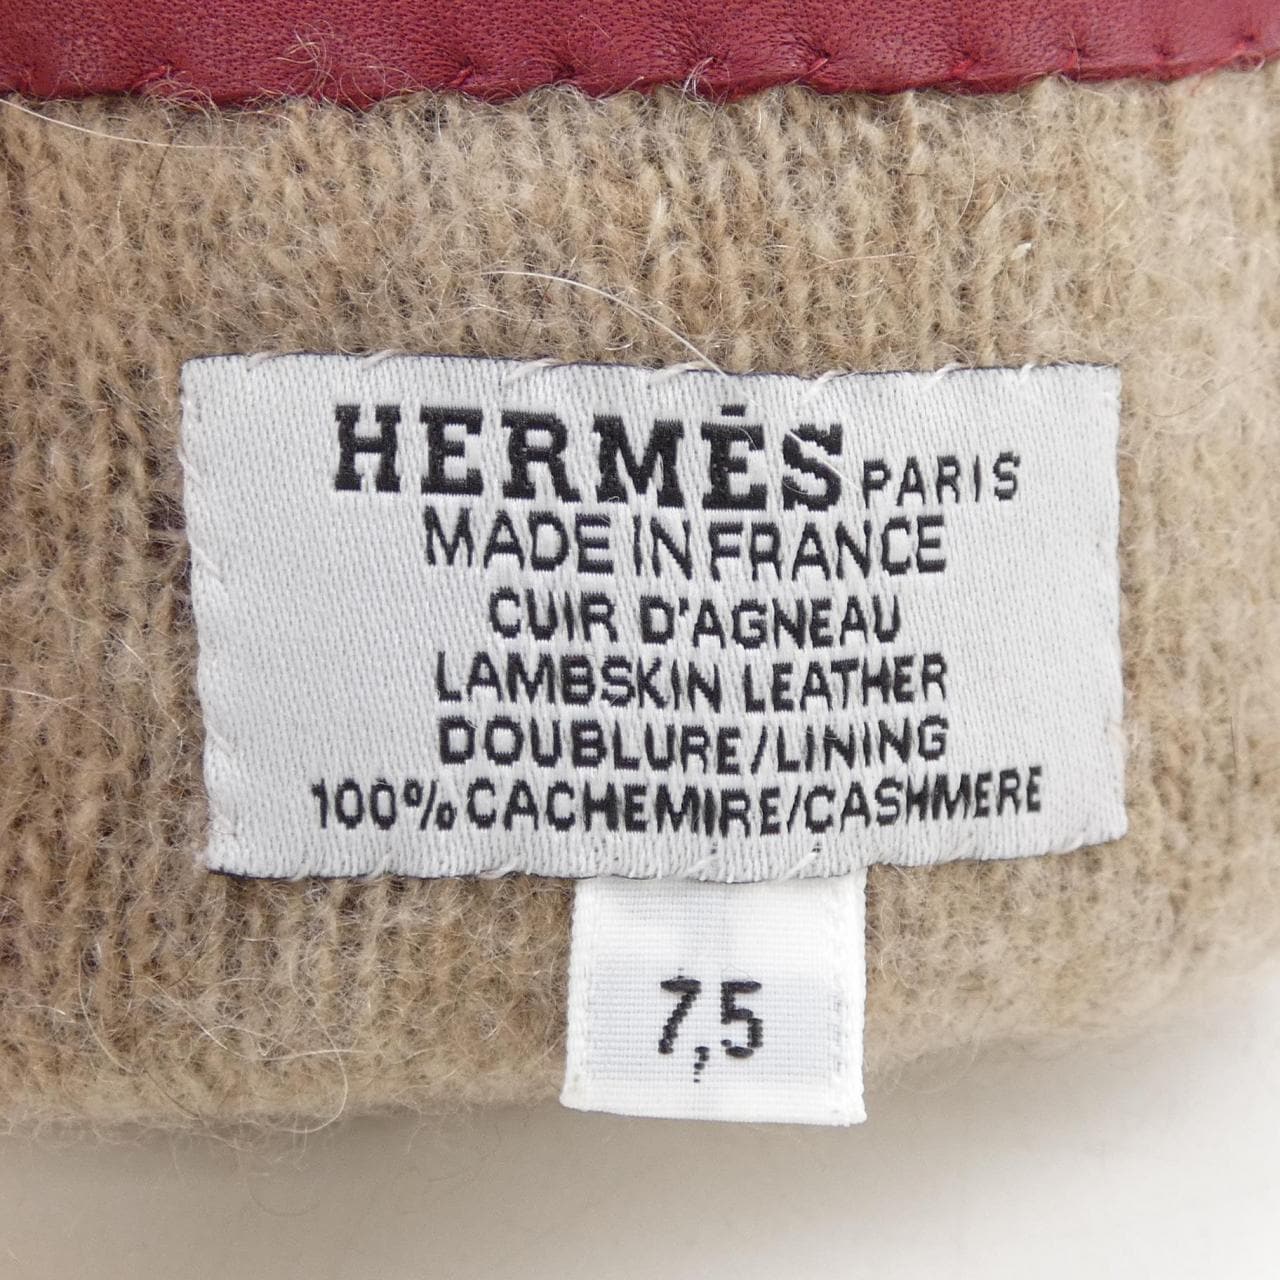 HERMÈS PARIS
MADE IN FRANCE
CUIR D'AGNEAU
LAMBSKIN LEATHER
DOUBLURE/LINING
100% CACHEMIRE/CASHMERE
7,5